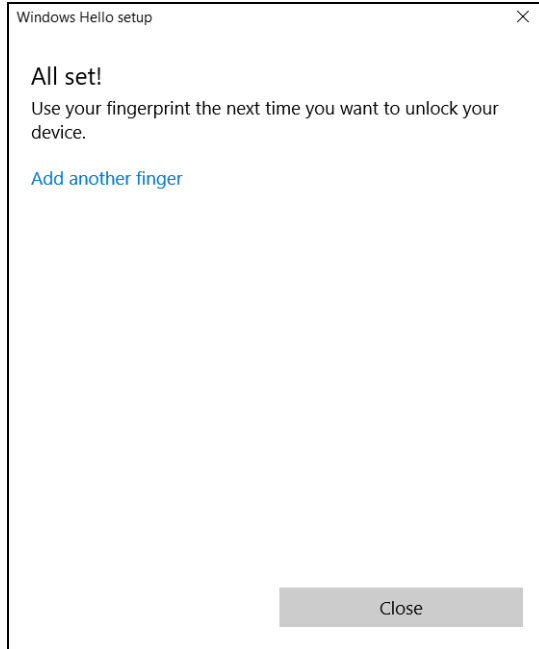 Windows Hello setup
All set!
Use your fingerprint the next time you want to unlock your
device.
Add another finger
Close